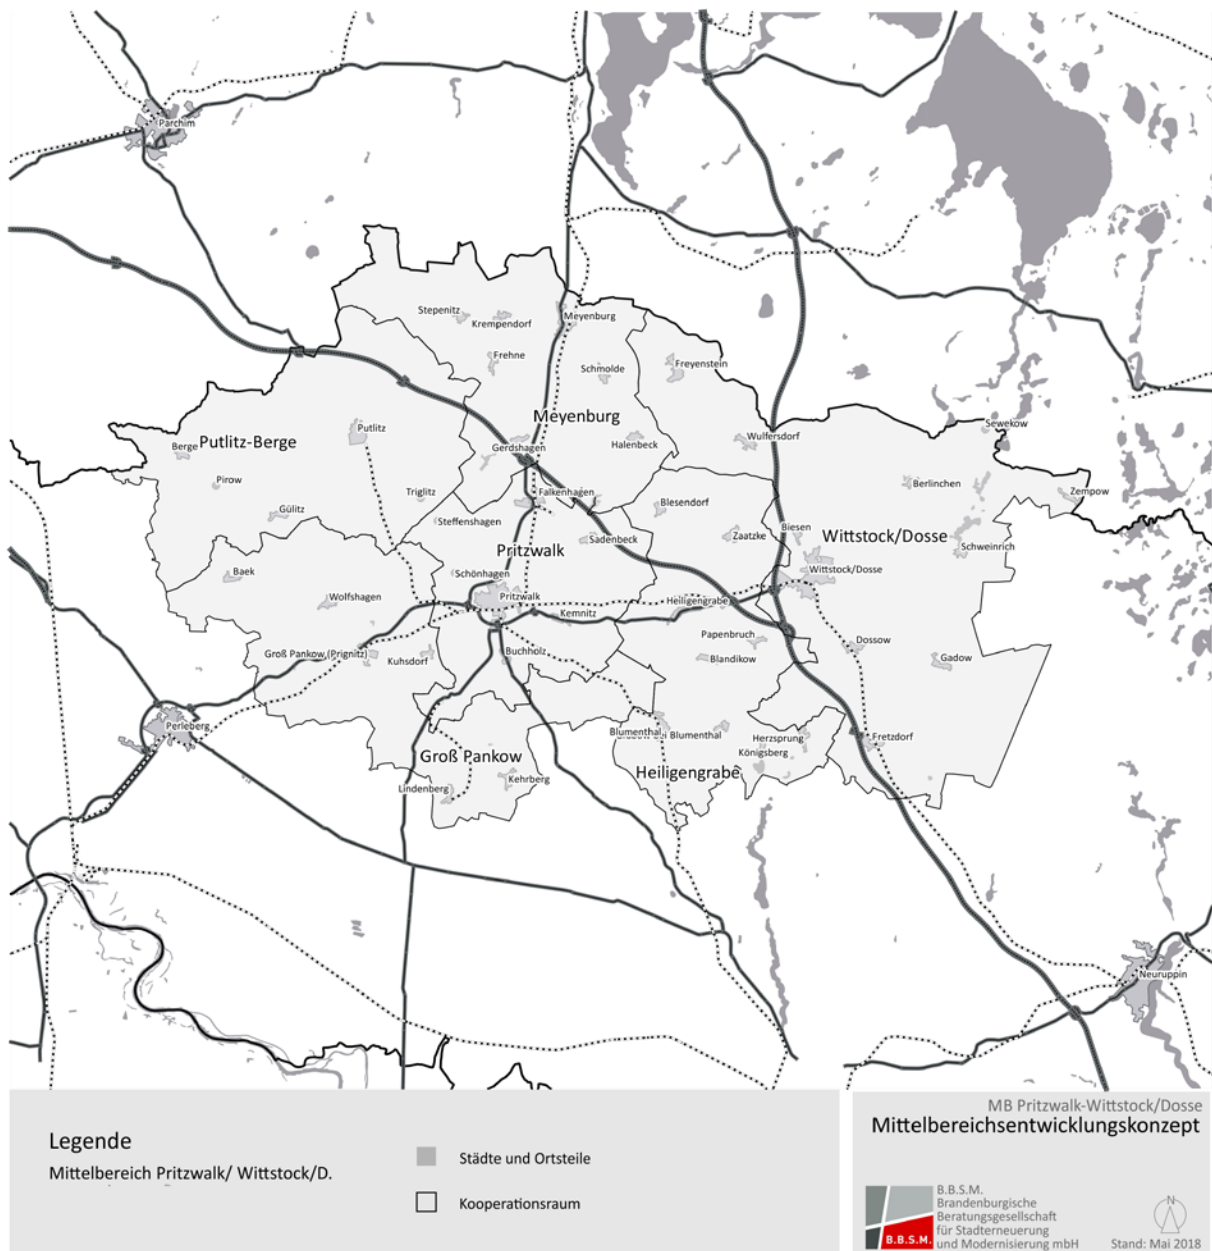 Parchim
Stepenitz
Krempendorf
Meyenburg
Frehne
Schmolde
Freyenstein
Meyenburg
Putlitz
Putlitz-Berge
Berge
Gerdshagen
Halenbeck
Wulfersdorf
Sewekow
Pirow
Triglitz
Falkenhagen
Berlinchen
Zempow
Gülitz
Steffenshagen
Blesendorf
Sadenbeck
Zaatzke
Biesen
Wittstock/Dosse
Pritzwalk
Schweinrich
Baek
Schönhagen
Wittstock/Dosse
Wolfshagen
Pritzwalk
Kemnitz
Heiligengrabe
Papenbruch
Dossow
Groß Pankow (Prignitz)
Kuhsdorf
Buchholz
Blandikow
Gadow
Perleberg
Blumenthal
bei Blumenthal
Herzsprung
Fretzdorf
Königsberg
Groß Pankow
Heiligengrabe
Kehrberg
Lindenberg
Neuruppin
Legende
Mittelbereich Pritzwalk/ Wittstock/D.
Städte und Ortsteile
Kooperationsraum
MB Pritzwalk-Wittstock/Dosse
Mittelbereichsentwicklungskonzept
B.B.S.M.
B.B.S.M.
Brandenburgische
Beratungsgesellschaft
für Stadterneuerung
und Modernisierung mbH
N
Stand: Mai 2018